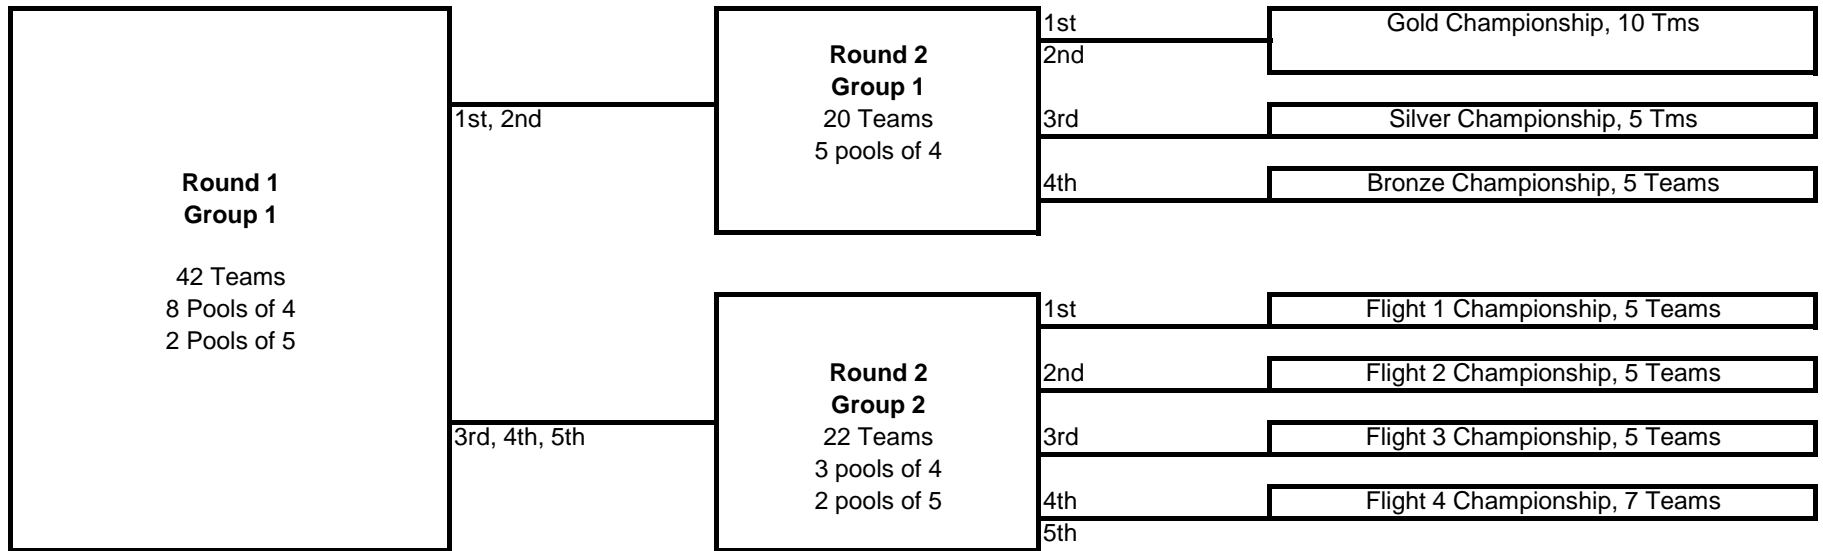 Round 1
Group 1
42 Teams
8 Pools of 4
2 Pools of 5
1st, 2nd
3rd, 4th, 5th
Round 2
Group 1
20 Teams
5 pools of 4
1st
2nd
3rd
4th
Gold Championship, 10 Tms
Silver Championship, 5 Tms
Bronze Championship, 5 Teams
Round 2
Group 2
22 Teams
3 pools of 4
2 pools of 5
1st
2nd
3rd
4th
5th
Flight 1 Championship, 5 Teams
Flight 2 Championship, 5 Teams
Flight 3 Championship, 5 Teams
Flight 4 Championship, 7 Teams